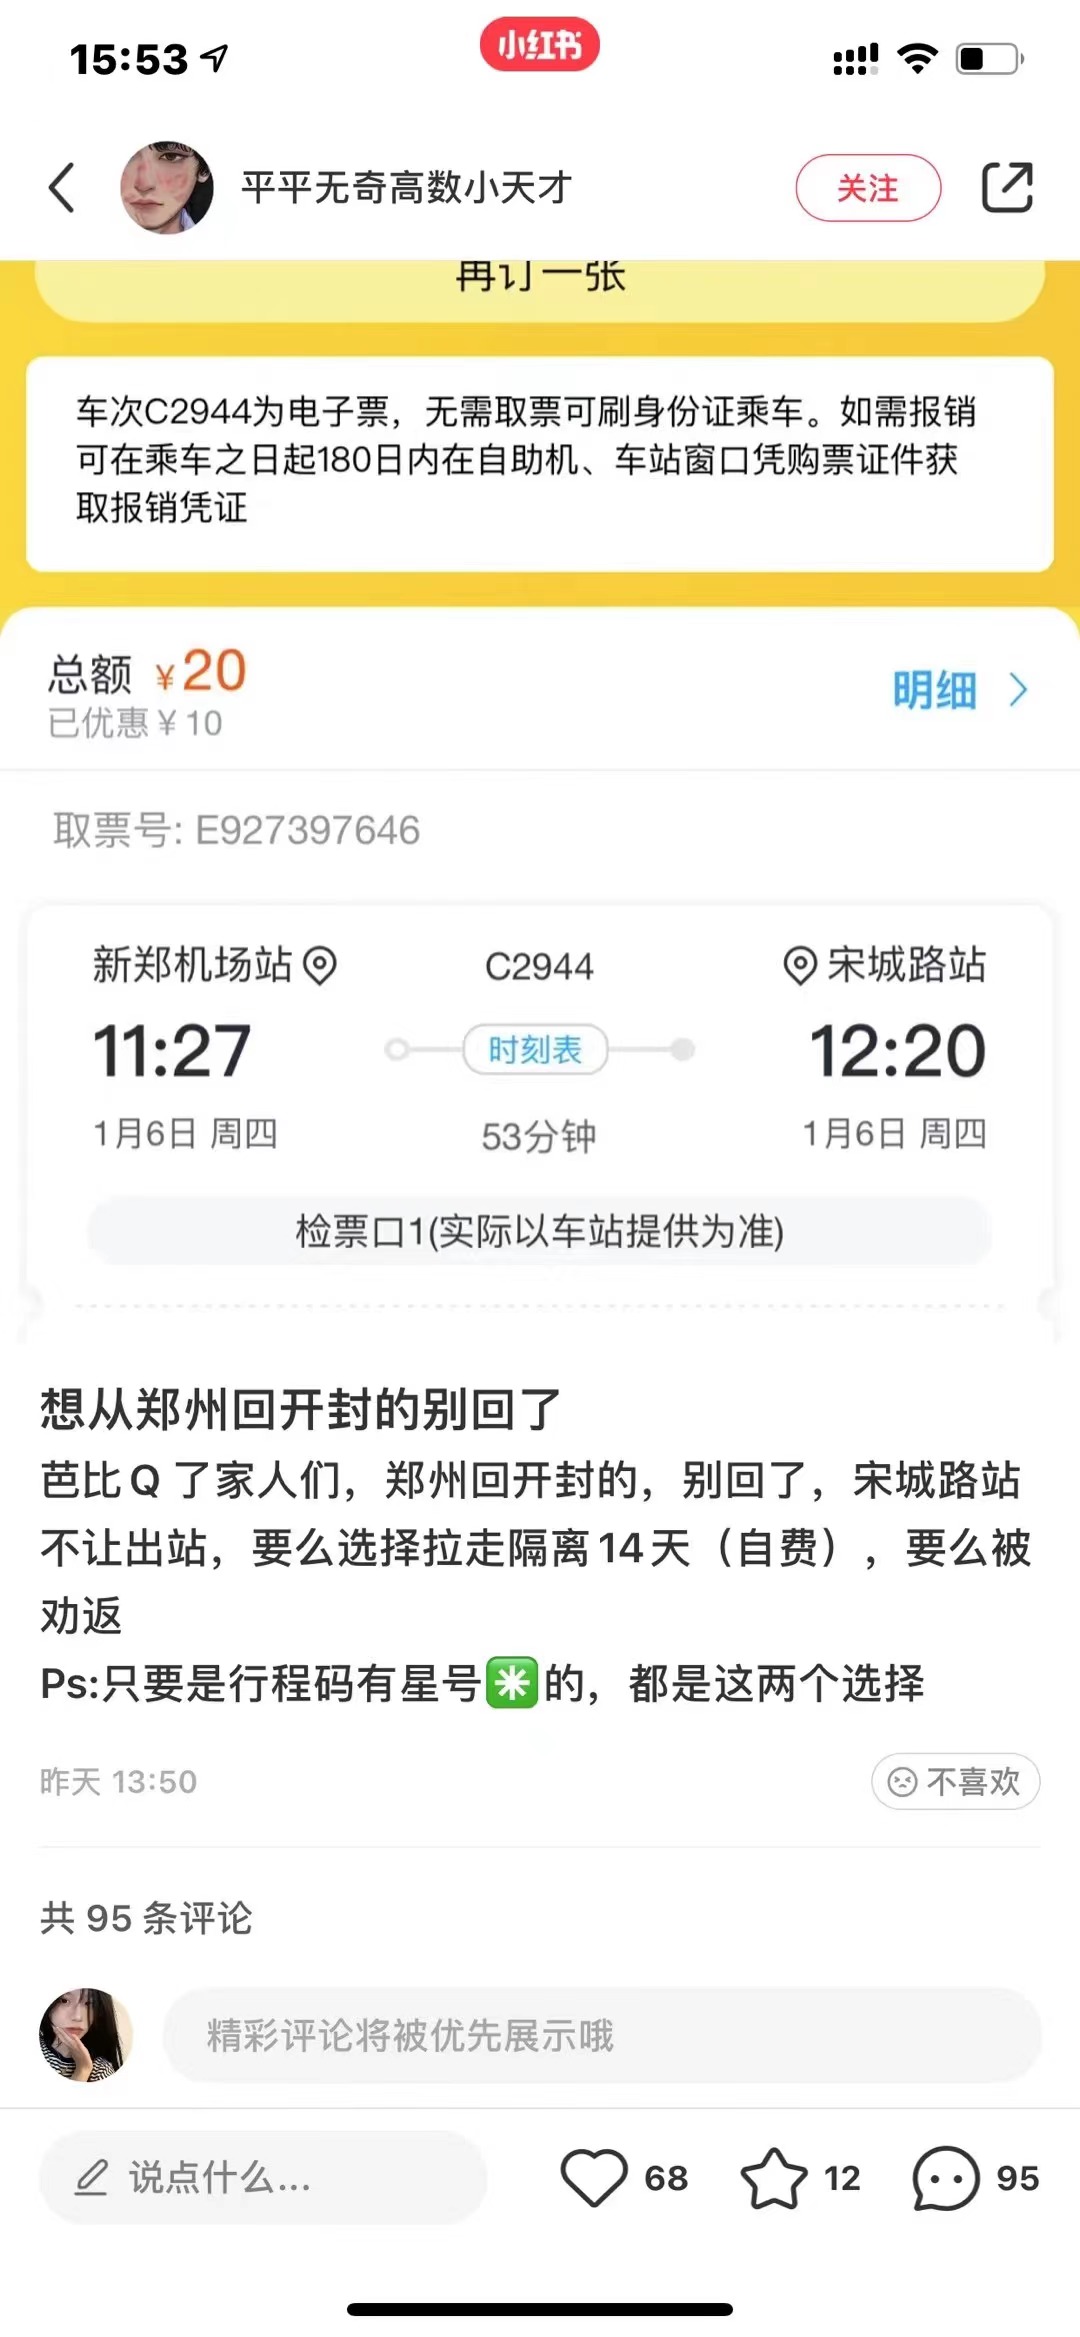 15:53
小红书
平平无奇高数小天才
关注
再订一张
车次C2944为电子票，无需取票可刷身份证乘车。如需报销
可在乘车之日起180日内在自助机、车站窗口凭购票证件获
取报销凭证
总额 ¥20
明细
已优惠¥10
取票号: E927397646
新郑机场站 C2944 宋城路站
11:27 时刻表 12:20
1月6日 周四 53分钟 1月6日 周四
检票口1(实际以车站提供为准)
想从郑州回开封的别回了
芭比Q了家人们，郑州回开封的，别回了，宋城路站
不让出站，要么选择拉走隔离14天（自费），要么被
劝返
Ps:只要是行程码有星号✳️的，都是这两个选择
昨天 13:50
不喜欢
共 95 条评论
精彩评论将被优先展示哦
说点什么...
68
12
95